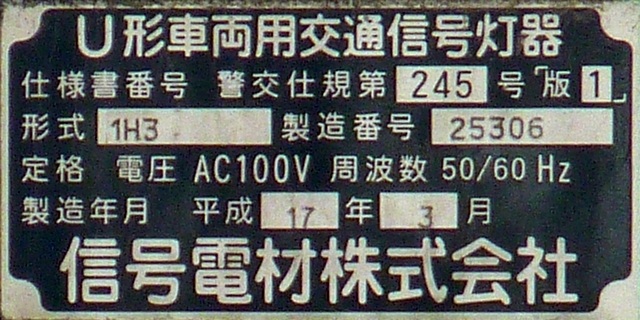 U形車両用交通信号灯器
仕様書番号 警交仕規第 245 号「版1」
形式 1H3 製造番号 25306
定格 電圧 AC100V 周波数 50/60 Hz
製造年月 平成 17 年 3 月
信号電材株式会社